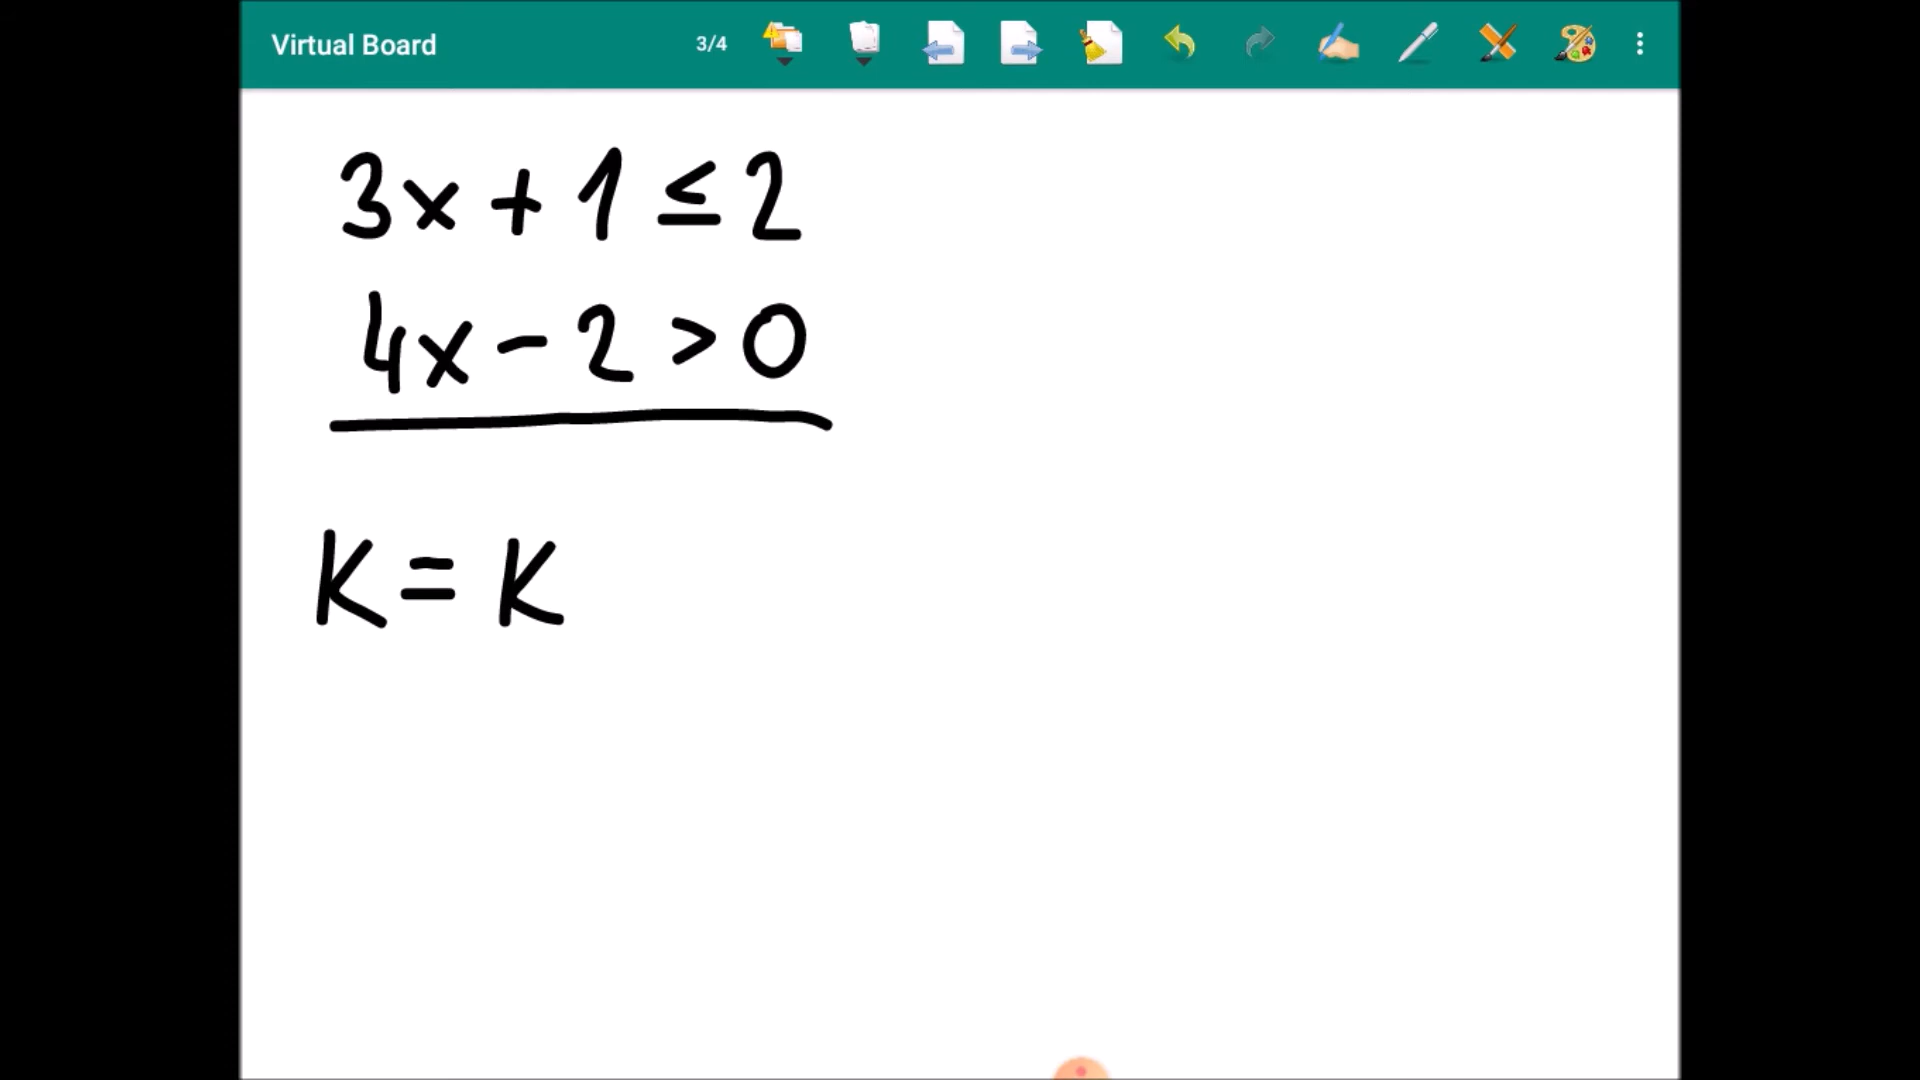 Virtual Board 3/4
3x + 1 ≤ 2
4x - 2 > 0
K = K